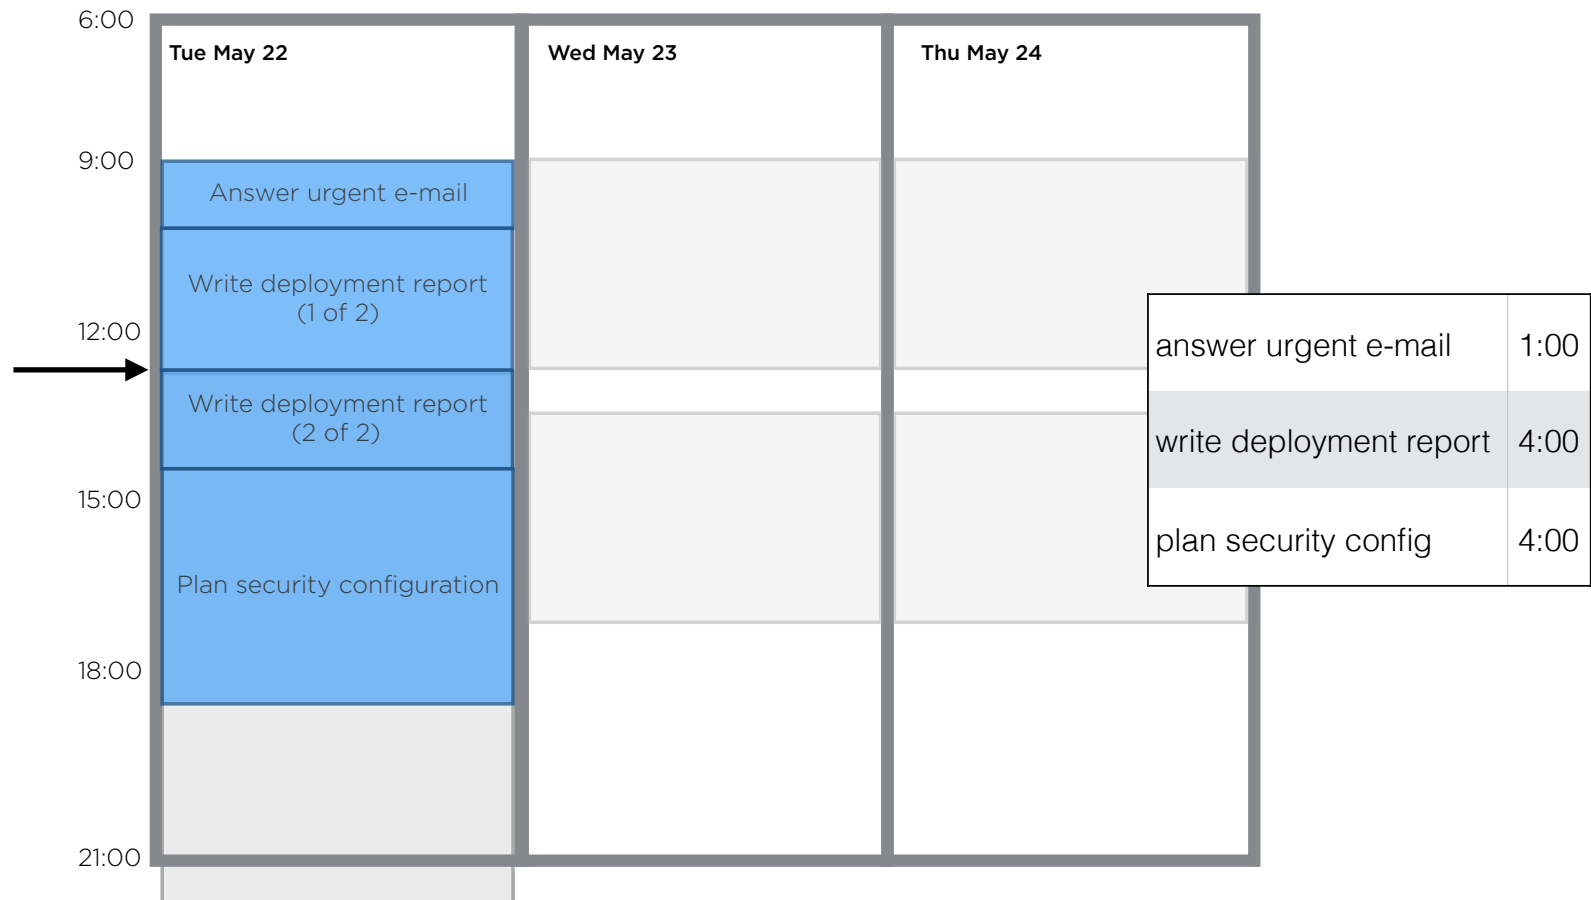 6:00
Tue May 22
Wed May 23
Thu May 24
9:00
Answer urgent e-mail
Write deployment report
(1 of 2)
12:00
Write deployment report
(2 of 2)
15:00
Plan security configuration
18:00
21:00
answer urgent e-mail 1:00
write deployment report 4:00
plan security config 4:00